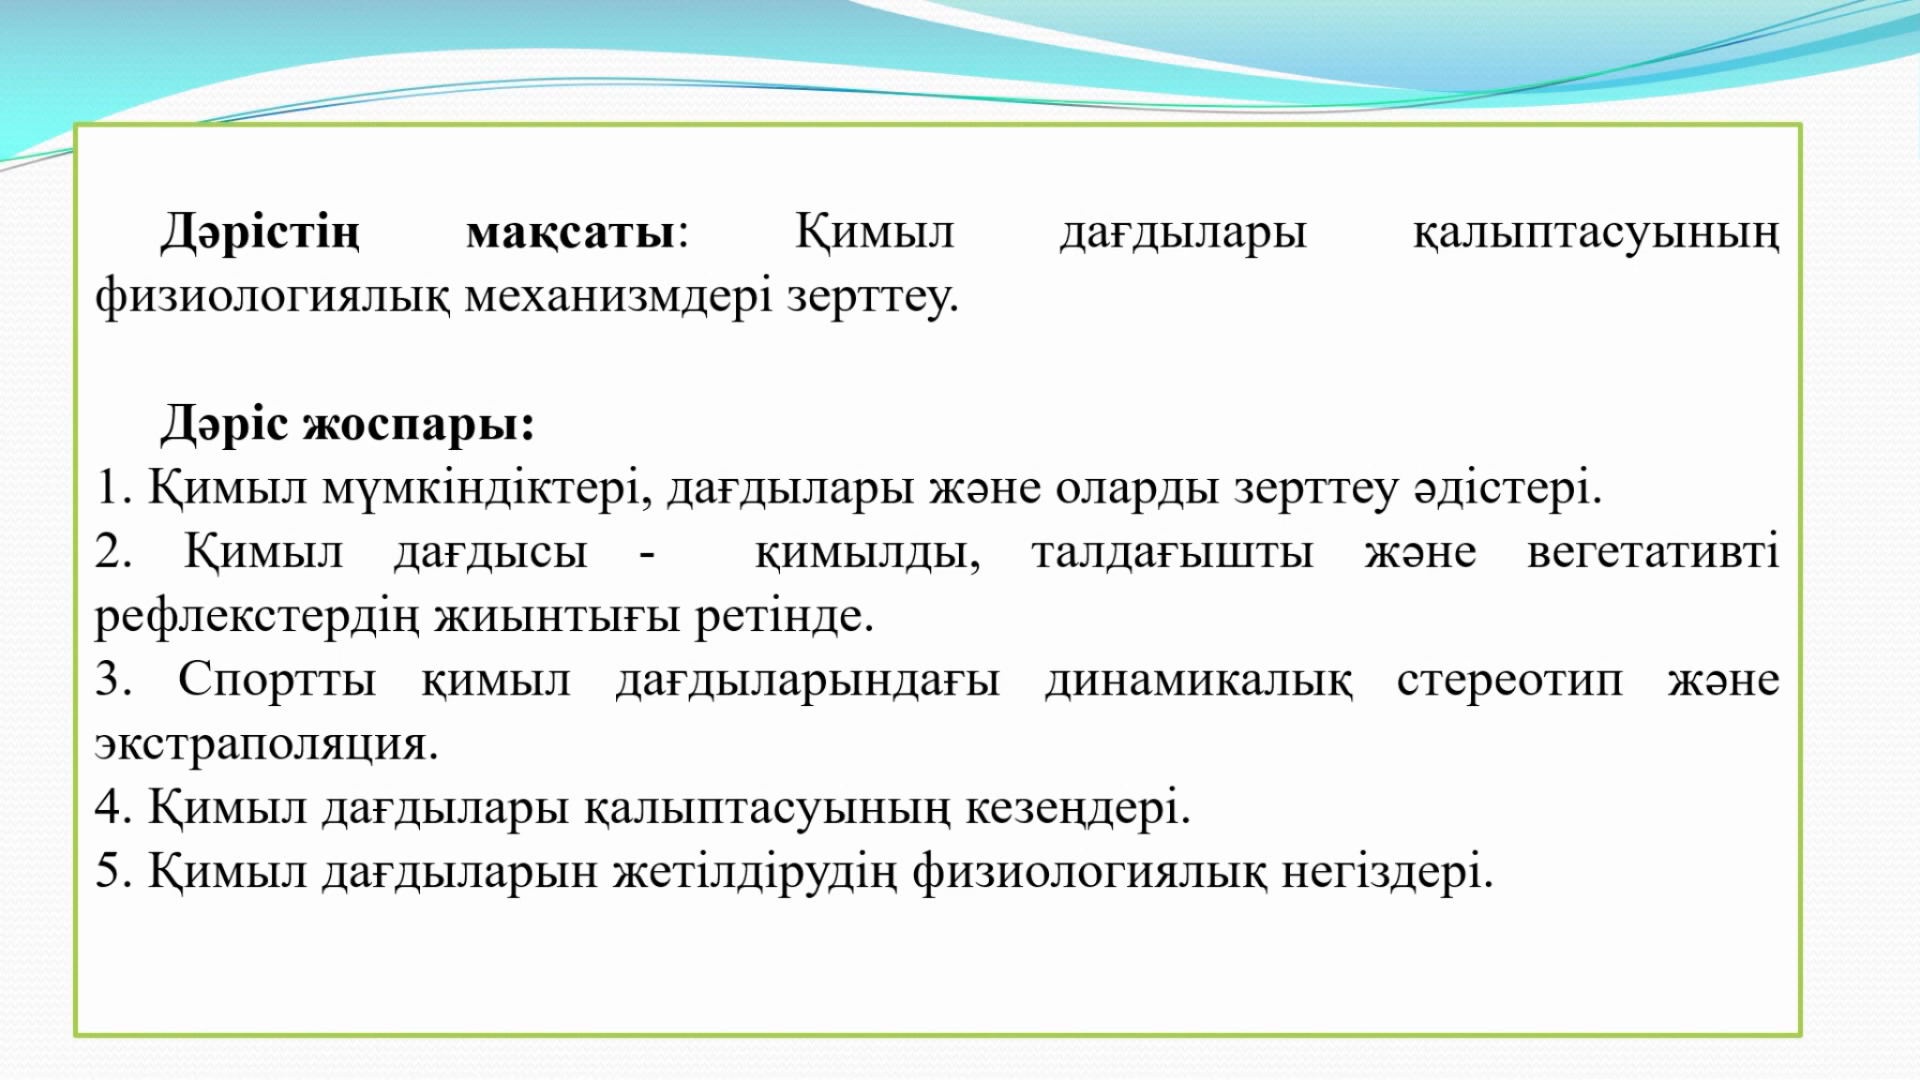 Дәрістің мақсаты: Қимыл дағдылары қалыптасуының
физиологиялық механизмдері зерттеу.
Дәріс жоспары:
1. Қимыл мүмкіндіктері, дағдылары және оларды зерттеу әдістері.
2. Қимыл дағдысы - қимылды, талдағышты және вегетативті
рефлекстердің жиынтығы ретінде.
3. Спортты қимыл дағдыларындағы динамикалық стереотип және
экстраполяция.
4. Қимыл дағдылары қалыптасуының кезеңдері.
5. Қимыл дағдыларын жетілдірудің физиологиялық негіздері.